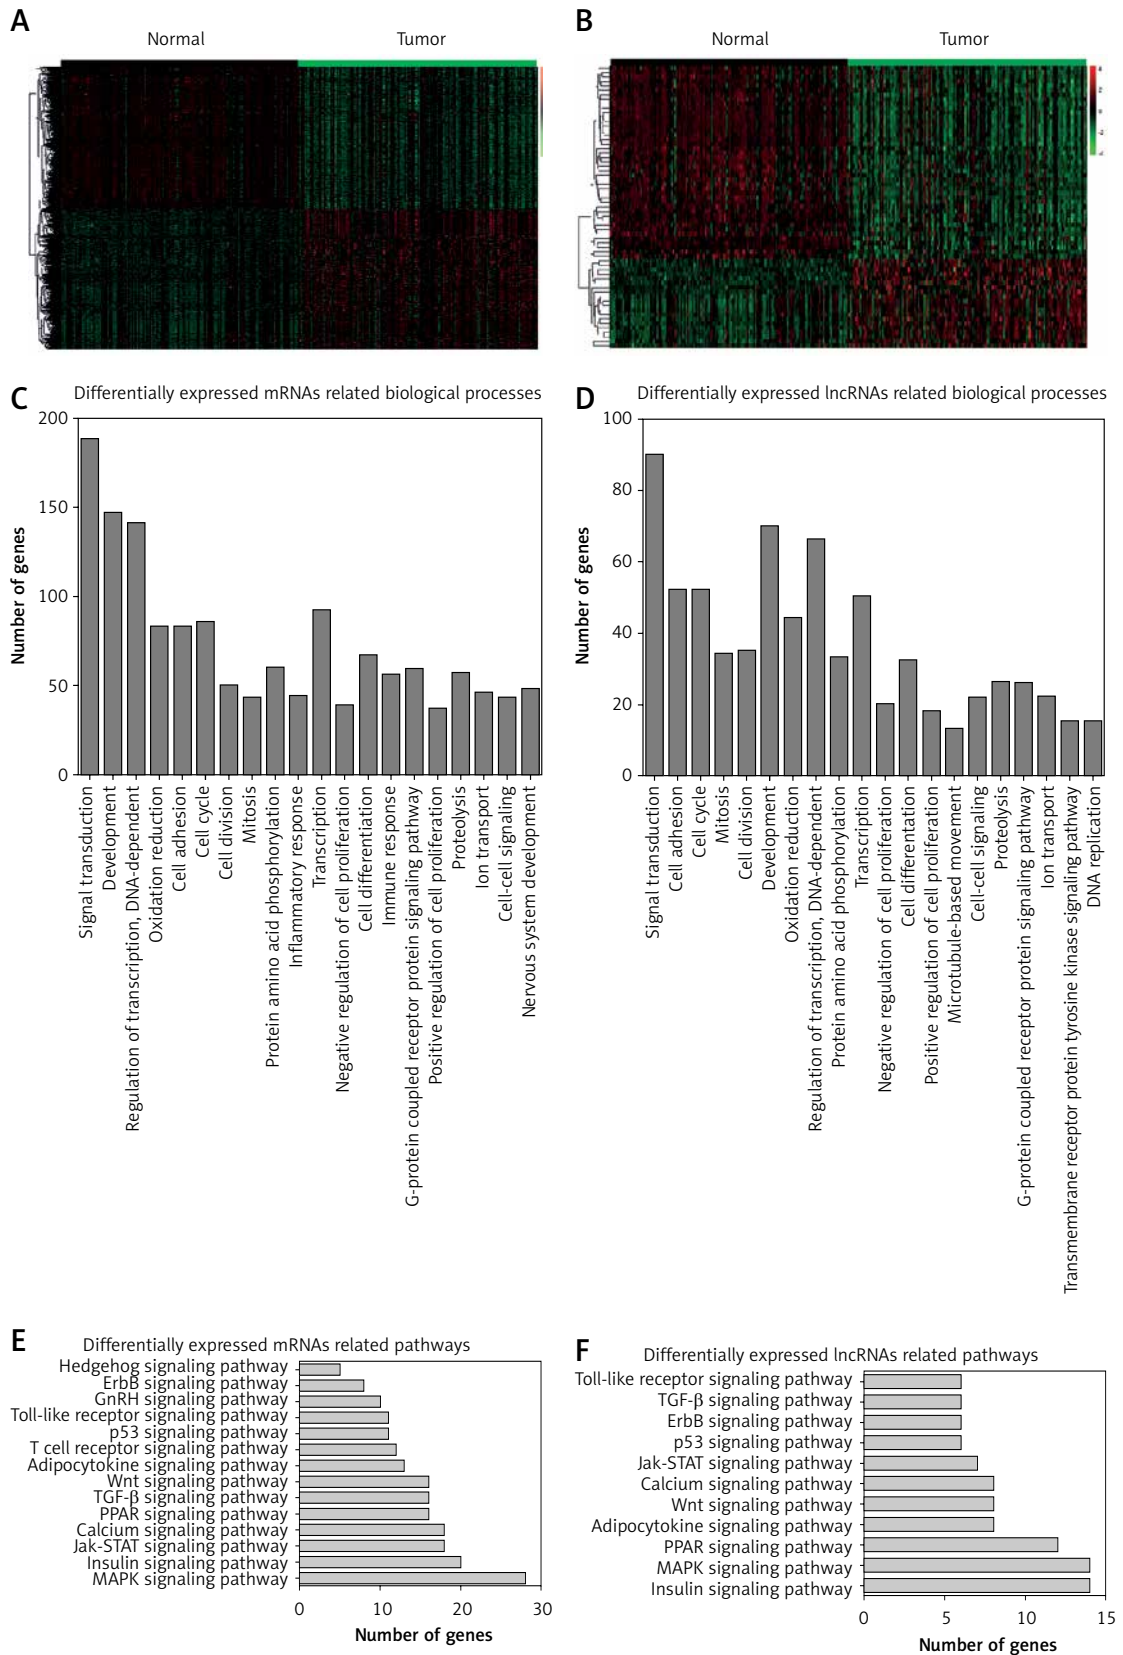 A
Normal
Tumor
B
Normal
Tumor
4
2
0
C
Differentially expressed mRNAs related biological processes
Number of genes
200
150
100
50
0
Signal transduction
Development
Regulation of transcription, DNA-dependent
Oxidation reduction
Cell adhesion
Cell cycle
Cell division
Mitosis
Protein amino acid phosphorylation
Inflammatory response
Transcription
Negative regulation of cell proliferation
Cell differentiation
Immune response
G-protein coupled receptor protein signaling pathway
Positive regulation of cell proliferation
Proteolysis
Ion transport
Cell-cell signaling
Nervous system development
D
Differentially expressed lncRNAs related biological processes
Number of genes
100
80
60
40
20
0
Signal transduction
Cell adhesion
Cell cycle
Mitosis
Cell division
Development
Oxidation reduction
Regulation of transcription, DNA-dependent
Protein amino acid phosphorylation
Transcription
Negative regulation of cell proliferation
Cell differentation
Positive regulation of cell proliferation
Microtubule-based movement
Cell-cell signaling
Proteolysis
G-protein coupled receptor protein signaling pathway
Ion transport
Transmembrane receptor protein tyrosine kinase signaling pathway
DNA replication
E
Differentially expressed mRNAs related pathways
Hedgehog signaling pathway
ErbB signaling pathway
GnRH signaling pathway
Toll-like receptor signaling pathway
p53 signaling pathway
T cell receptor signaling pathway
Adipocytokine signaling pathway
Wnt signaling pathway
TGF-β signaling pathway
PPAR signaling pathway
Calcium signaling pathway
Jak-STAT signaling pathway
Insulin signaling pathway
MAPK signaling pathway
0 10 20 30
Number of genes
F
Differentially expressed lncRNAs related pathways
Toll-like receptor signaling pathway
TGF-β signaling pathway
ErbB signaling pathway
p53 signaling pathway
Jak-STAT signaling pathway
Calcium signaling pathway
Wnt signaling pathway
Adipocytokine signaling pathway
PPAR signaling pathway
MAPK signaling pathway
Insulin signaling pathway
0 5 10 15
Number of genes